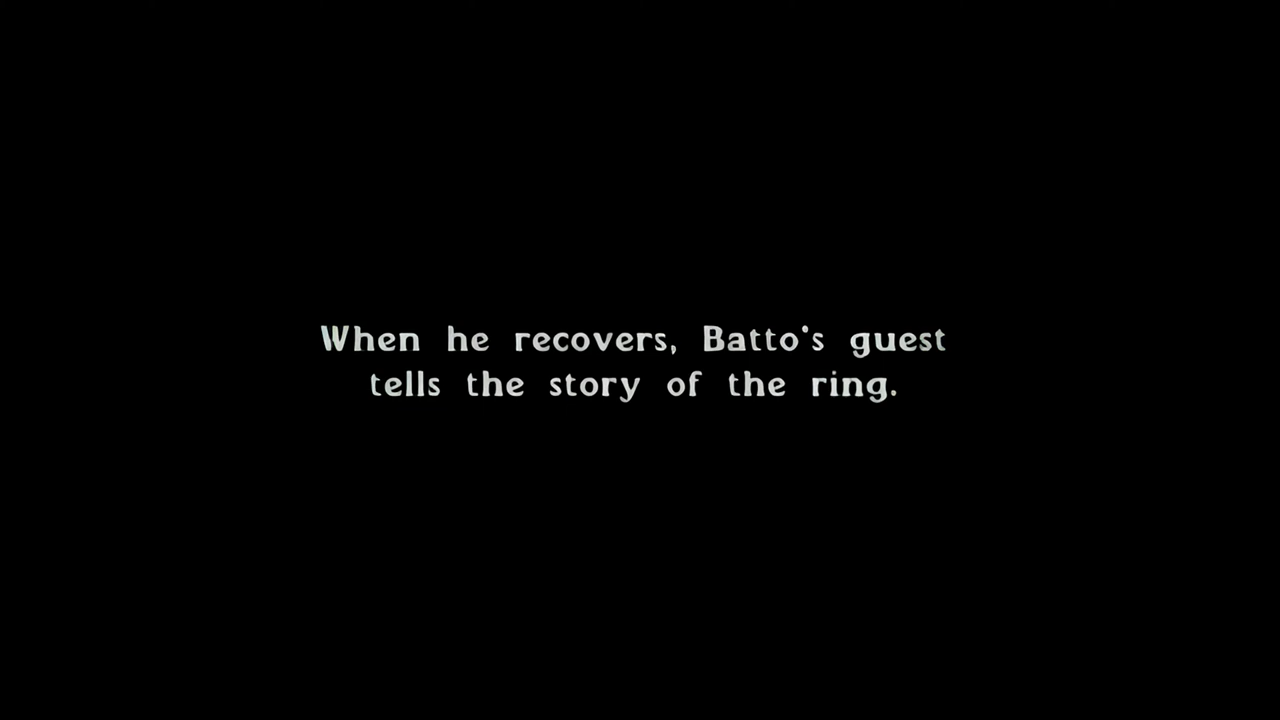 When he recovers, Batto's guest
tells the story of the ring.